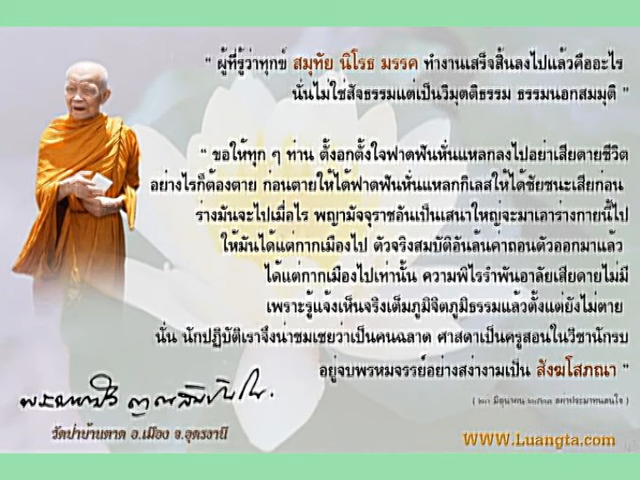 “ ผู้ที่รู้ว่าทุกข์ สมุทัย นิโรธ มรรค ทำงานเสร็จสิ้นลงไปแล้วคืออะไร
นั่นไม่ใช่สัจธรรมแต่เป็นวิมุตติธรรม ธรรมนอกสมมุติ ”
“ ขอให้ทุก ๆ ท่าน ตั้งอกตั้งใจฟาดฟันหั่นแหลกลงไปอย่าเสียดายชีวิต
อย่างไรก็ต้องตาย ก่อนตายให้ได้ฟาดฟันหั่นแหลกกิเลสให้ได้ชัยชนะเสียก่อน
ร่างมันจะไปเมื่อไร พญามัจจุราชอันเป็นเสนาใหญ่จะมาเอาร่างกายนี้ไป
ให้มันได้แต่กากเมืองไป ตัวจริงสมบัติอันล้นค่าถอนตัวออกมาแล้ว
ได้แต่กากเมืองไปเท่านั้น ความพิไรรำพันอาลัยเสียดายไม่มี
เพราะรู้แจ้งเห็นจริงเต็มภูมิจิตภูมิธรรมแล้วตั้งแต่ยังไม่ตาย
นั่น นักปฏิบัติเราจึงน่าชมเชยว่าเป็นคนฉลาด ศาสดาเป็นครูสอนในวิชานักรบ
อยู่จบพรหมจรรย์อย่างสง่างามเป็น สังฆโสภณา ”
มิถุนายน
วัดป่าบ้านตาด อ.เมือง จ.อุดรธานี
WWW.Luangta.com